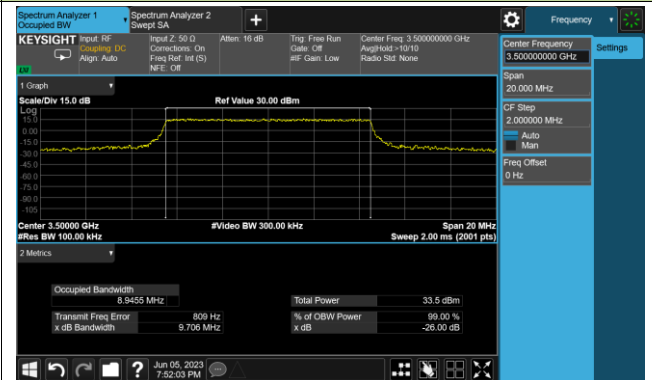 Spectrum Analyzer 1
Occupied BW
Spectrum Analyzer 2
Swept SA
+
Frequency
KEYSIGHT
Input: RF
Coupling: DC
Align: Auto
Input Z: 50 Ω
Corrections: On
Freq Ref: Int (S)
NFE: Off
Atten: 16 dB
Trig: Free Run
Gate: Off
#IF Gain: Low
Center Freq: 3.500000000 GHz
Avg|Hold:>10/10
Radio Std: None
Center Frequency
3.500000000 GHz
Settings
Span
20.000 MHz
CF Step
2.000000 MHz
Auto
Man
Freq Offset
0 Hz
1 Graph
Scale/Div 15.0 dB
Ref Value 30.00 dBm
Log
15.0
0.00
-15.0
-30.0
-45.0
-60.0
-75.0
-90.0
-105
Center 3.50000 GHz
#Video BW 300.00 kHz
Span 20 MHz
#Res BW 100.00 kHz
Sweep 2.00 ms (2001 pts)
2 Metrics
Occupied Bandwidth
8.9455 MHz
Total Power
33.5 dBm
Transmit Freq Error
809 Hz
% of OBW Power
99.00 %
x dB Bandwidth
9.706 MHz
x dB
-26.00 dB
?
Jun 05, 2023
7:52:03 PM